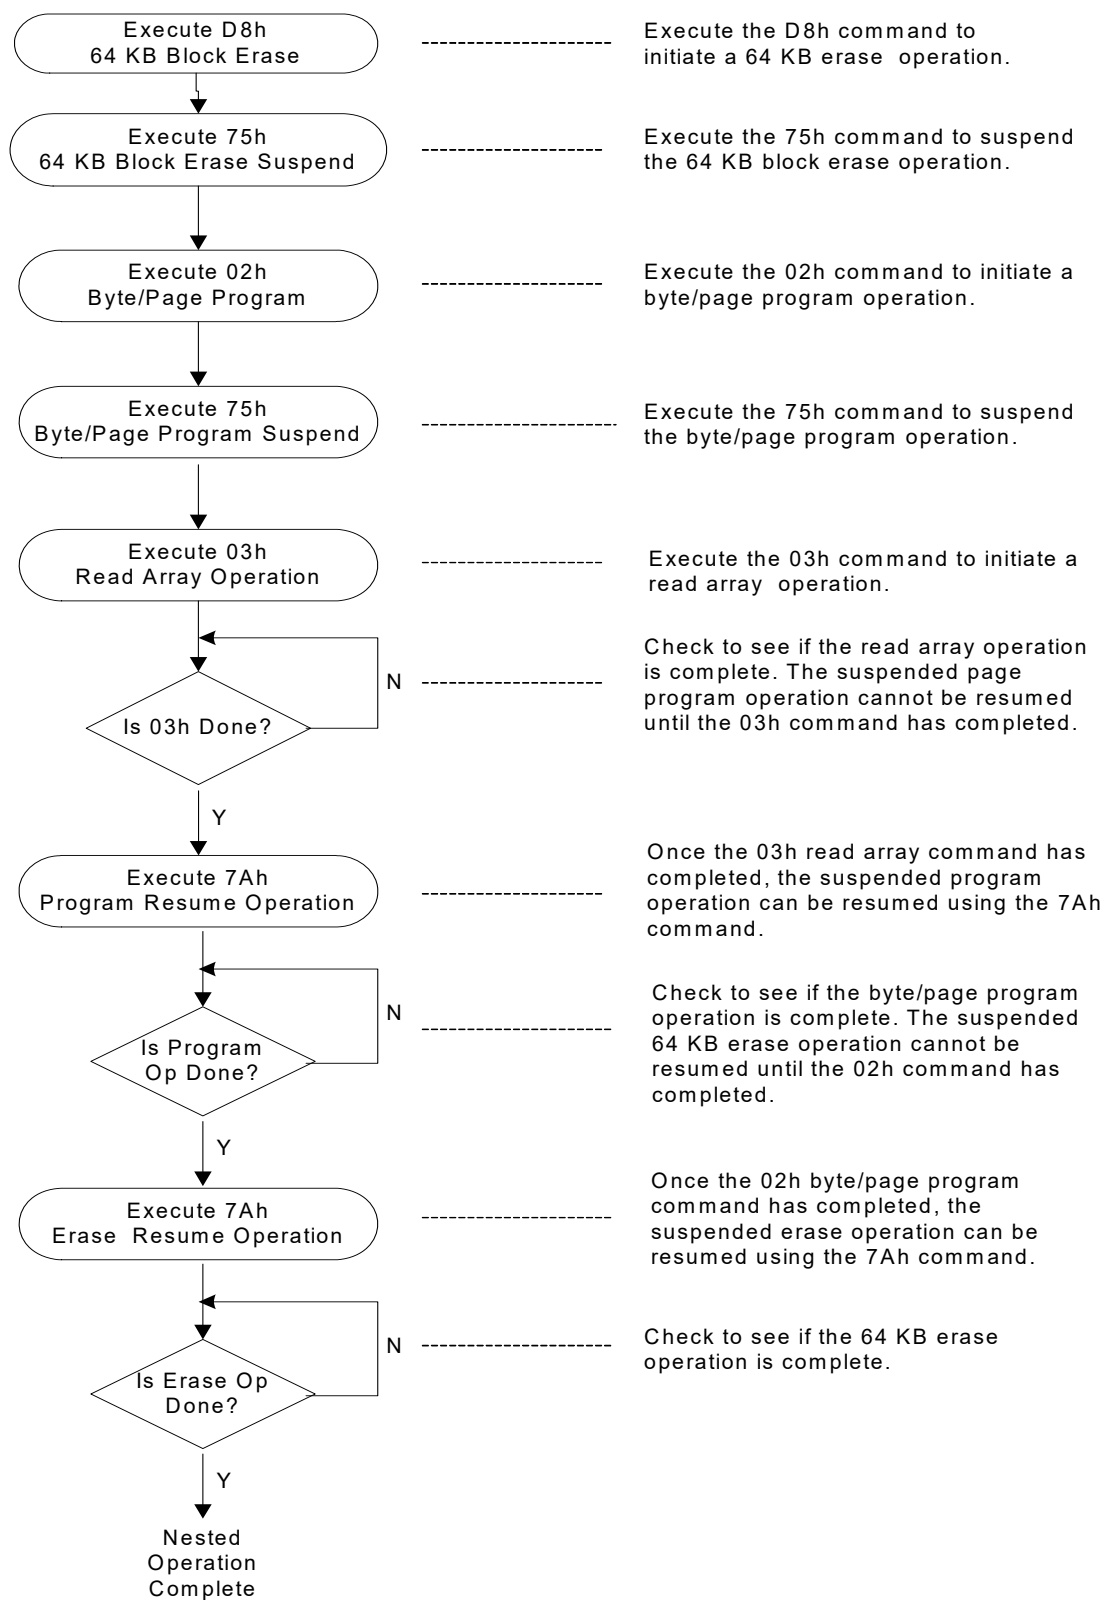 Execute D8h
64 KB Block Erase
Execute the D8h command to
initiate a 64 KB erase operation.
Execute 75h
64 KB Block Erase Suspend
Execute the 75h command to suspend
the 64 KB block erase operation.
Execute 02h
Byte/Page Program
Execute the 02h command to initiate a
byte/page program operation.
Execute 75h
Byte/Page Program Suspend
Execute the 75h command to suspend
the byte/page program operation.
Execute 03h
Read Array Operation
Execute the 03h command to initiate a
read array operation.
Is 03h Done?
N
Y
Check to see if the read array operation
is complete. The suspended page
program operation cannot be resumed
until the 03h command has completed.
Execute 7Ah
Program Resume Operation
Once the 03h read array command has
completed, the suspended program
operation can be resumed using the 7Ah
command.
Is Program
Op Done?
N
Y
Check to see if the byte/page program
operation is complete. The suspended
64 KB erase operation cannot be
resumed until the 02h command has
completed.
Execute 7Ah
Erase Resume Operation
Once the 02h byte/page program
command has completed, the
suspended erase operation can be
resumed using the 7Ah command.
Is Erase Op
Done?
N
Y
Check to see if the 64 KB erase
operation is complete.
Nested
Operation
Complete